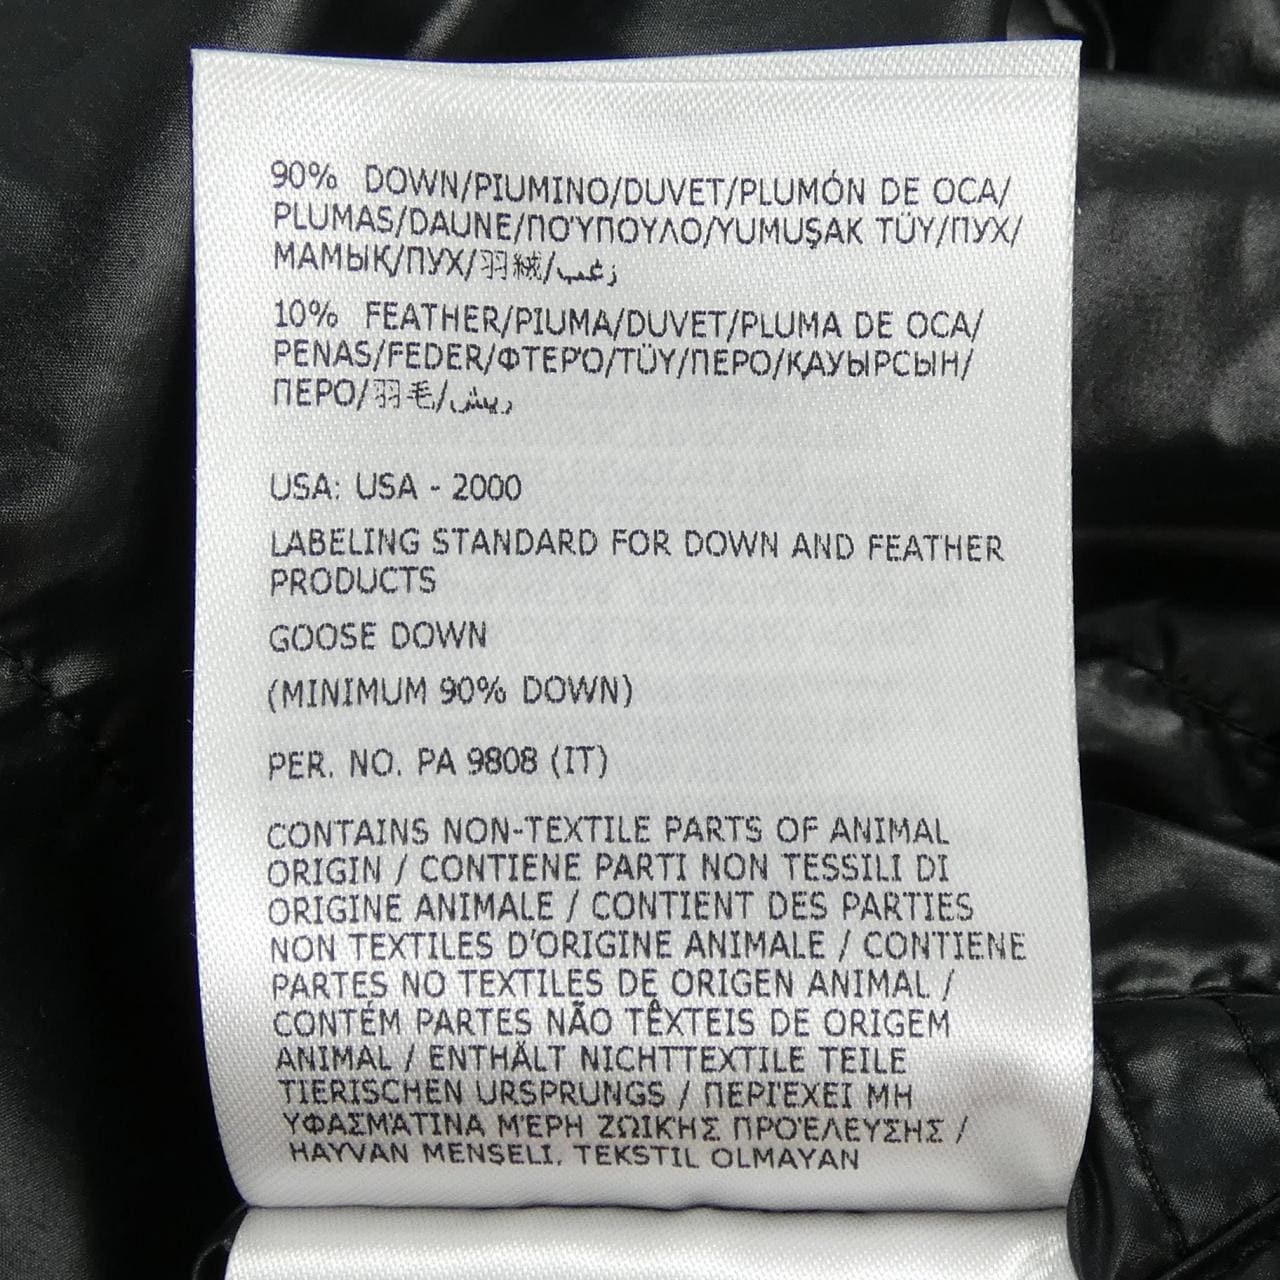 90% DOWN/PIUMINO/DUVET/PLUMÓN DE OCA/
PLUMAS/DAUNE/ΠΟΎΠΟΥΛΟ/YUMUŞAK TÜY/ПУХ/
МАМЫҚ/ПУХ/羽絨/زغب
10% FEATHER/PIUMA/DUVET/PLUMA DE OCA/
PENAS/FEDER/ΦΤΕΡΌ/TÜY/ПЕРО/ҚАУЫРСЫН/
ПЕРО/羽毛/ريش
USA: USA - 2000
LABELING STANDARD FOR DOWN AND FEATHER
PRODUCTS
GOOSE DOWN
(MINIMUM 90% DOWN)
PER. NO. PA 9808 (IT)
CONTAINS NON-TEXTILE PARTS OF ANIMAL
ORIGIN / CONTIENE PARTI NON TESSILI DI
ORIGINE ANIMALE / CONTIENT DES PARTIES
NON TEXTILES D'ORIGINE ANIMALE / CONTIENE
PARTES NO TEXTILES DE ORIGEN ANIMAL /
CONTÉM PARTES NÃO TÊXTEIS DE ORIGEM
ANIMAL / ENTHÄLT NICHTTEXTILE TEILE
TIERISCHEN URSPRUNGS / ΠΕΡΙΈΧΕΙ ΜΗ
ΥΦΑΣΜΆΤΙΝΑ ΜΈΡΗ ΖΩΙΚΉΣ ΠΡΟΈΛΕΥΣΗΣ /
HAYVAN MENŞELİ, TEKSTİL OLMAYAN